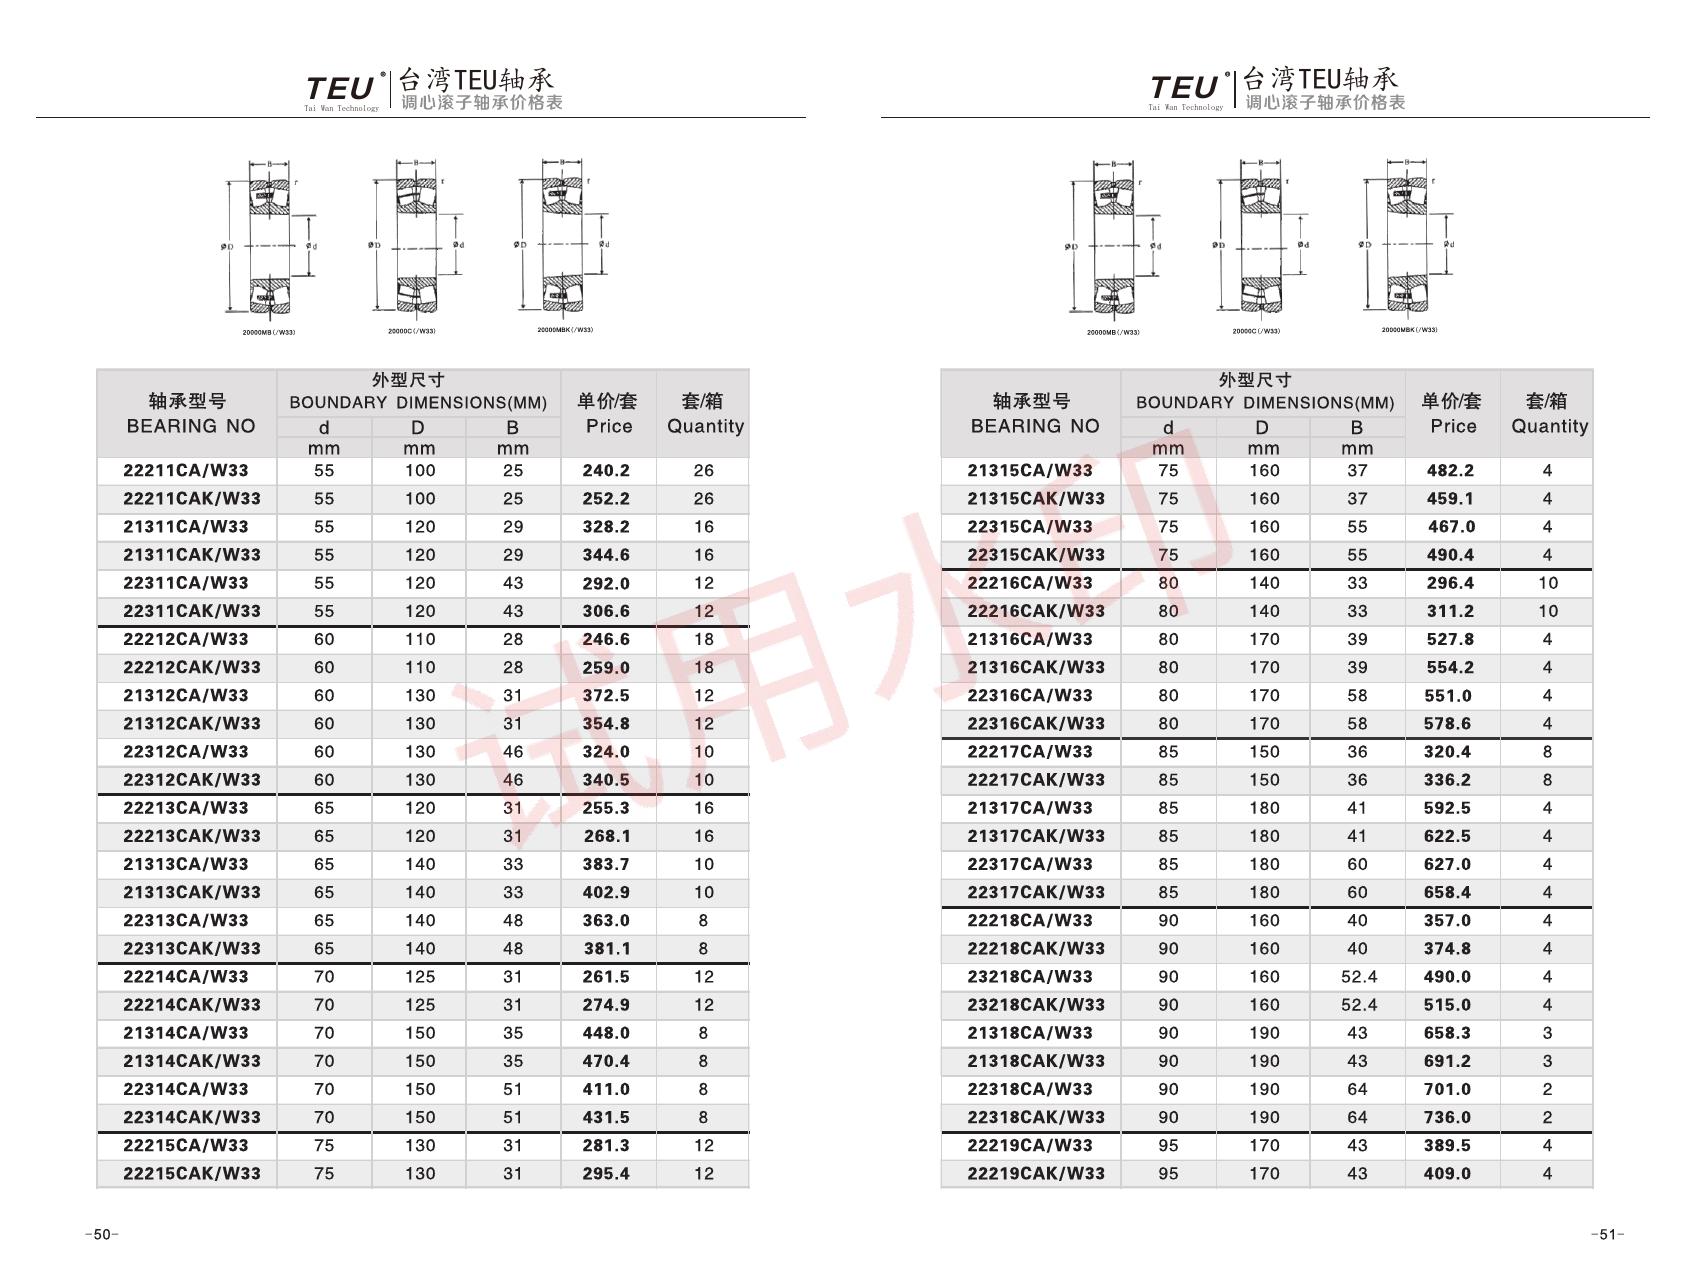 TEU® 台湾TEU轴承
Tai Wan Technology 调心滚子轴承价格表
B
r
ØD
Ød
20000MB(/W33)
B
r
ØD
Ød
20000C(/W33)
B
r
ØD
Ød
20000MBK(/W33)
轴承型号 外型尺寸 单价/套 套/箱
BEARING NO BOUNDARY DIMENSIONS(MM) Price Quantity
d D B
mm mm mm
22211CA/W33 55 100 25 240.2 26
22211CAK/W33 55 100 25 252.2 26
21311CA/W33 55 120 29 328.2 16
21311CAK/W33 55 120 29 344.6 16
22311CA/W33 55 120 43 292.0 12
22311CAK/W33 55 120 43 306.6 12
22212CA/W33 60 110 28 246.6 18
22212CAK/W33 60 110 28 259.0 18
21312CA/W33 60 130 31 372.5 12
21312CAK/W33 60 130 31 354.8 12
22312CA/W33 60 130 46 324.0 10
22312CAK/W33 60 130 46 340.5 10
22213CA/W33 65 120 31 255.3 16
22213CAK/W33 65 120 31 268.1 16
21313CA/W33 65 140 33 383.7 10
21313CAK/W33 65 140 33 402.9 10
22313CA/W33 65 140 48 363.0 8
22313CAK/W33 65 140 48 381.1 8
22214CA/W33 70 125 31 261.5 12
22214CAK/W33 70 125 31 274.9 12
21314CA/W33 70 150 35 448.0 8
21314CAK/W33 70 150 35 470.4 8
22314CA/W33 70 150 51 411.0 8
22314CAK/W33 70 150 51 431.5 8
22215CA/W33 75 130 31 281.3 12
22215CAK/W33 75 130 31 295.4 12
-50-
TEU® 台湾TEU轴承
Tai Wan Technology 调心滚子轴承价格表
B
r
ØD
Ød
20000MB(/W33)
B
r
ØD
Ød
20000C(/W33)
B
r
ØD
Ød
20000MBK(/W33)
轴承型号 外型尺寸 单价/套 套/箱
BEARING NO BOUNDARY DIMENSIONS(MM) Price Quantity
d D B
mm mm mm
21315CA/W33 75 160 37 482.2 4
21315CAK/W33 75 160 37 459.1 4
22315CA/W33 75 160 55 467.0 4
22315CAK/W33 75 160 55 490.4 4
22216CA/W33 80 140 33 296.4 10
22216CAK/W33 80 140 33 311.2 10
21316CA/W33 80 170 39 527.8 4
21316CAK/W33 80 170 39 554.2 4
22316CA/W33 80 170 58 551.0 4
22316CAK/W33 80 170 58 578.6 4
22217CA/W33 85 150 36 320.4 8
22217CAK/W33 85 150 36 336.2 8
21317CA/W33 85 180 41 592.5 4
21317CAK/W33 85 180 41 622.5 4
22317CA/W33 85 180 60 627.0 4
22317CAK/W33 85 180 60 658.4 4
22218CA/W33 90 160 40 357.0 4
22218CAK/W33 90 160 40 374.8 4
23218CA/W33 90 160 52.4 490.0 4
23218CAK/W33 90 160 52.4 515.0 4
21318CA/W33 90 190 43 658.3 3
21318CAK/W33 90 190 43 691.2 3
22318CA/W33 90 190 64 701.0 2
22318CAK/W33 90 190 64 736.0 2
22219CA/W33 95 170 43 389.5 4
22219CAK/W33 95 170 43 409.0 4
-51-
试用水印